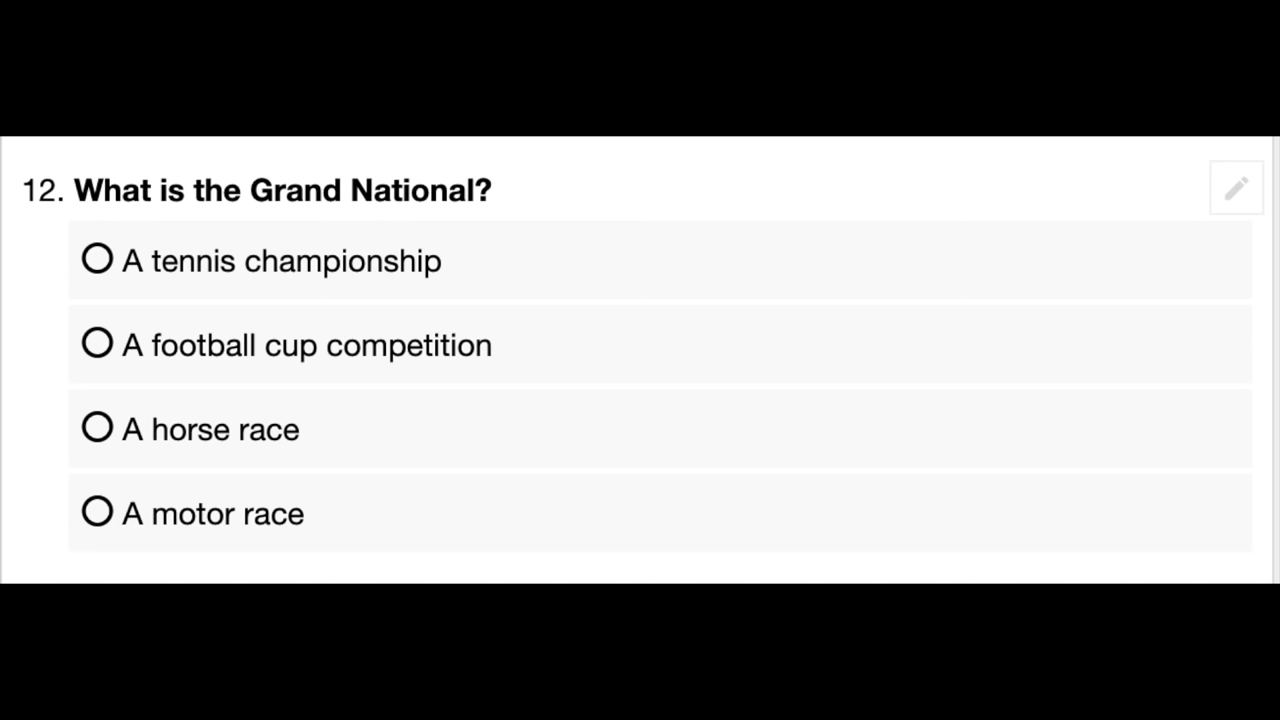 12. What is the Grand National?
A tennis championship
A football cup competition
A horse race
A motor race